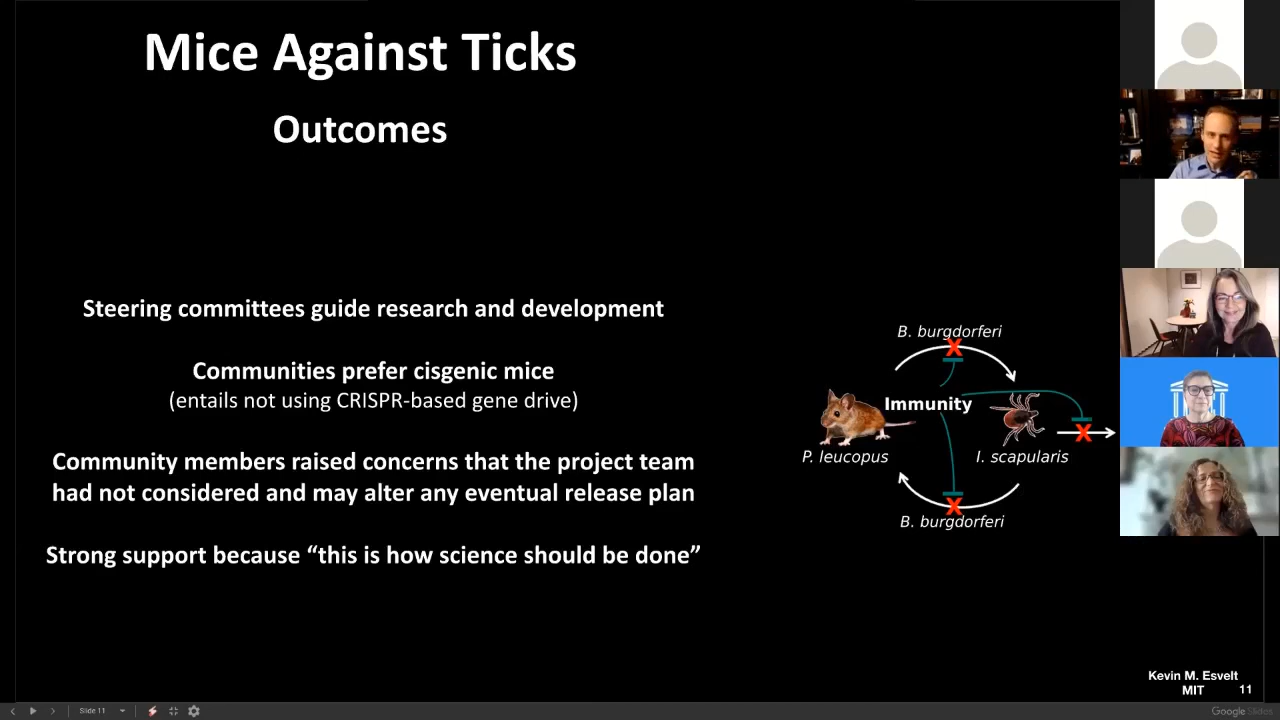 Mice Against Ticks
Outcomes
Steering committees guide research and development
Communities prefer cisgenic mice
(entails not using CRISPR-based gene drive)
Community members raised concerns that the project team
had not considered and may alter any eventual release plan
Strong support because “this is how science should be done”
B. burgdorferi
X
Immunity
X
P. leucopus
I. scapularis
X
B. burgdorferi
Kevin M. Esvelt
MIT
11
Slide 11
Google Slides